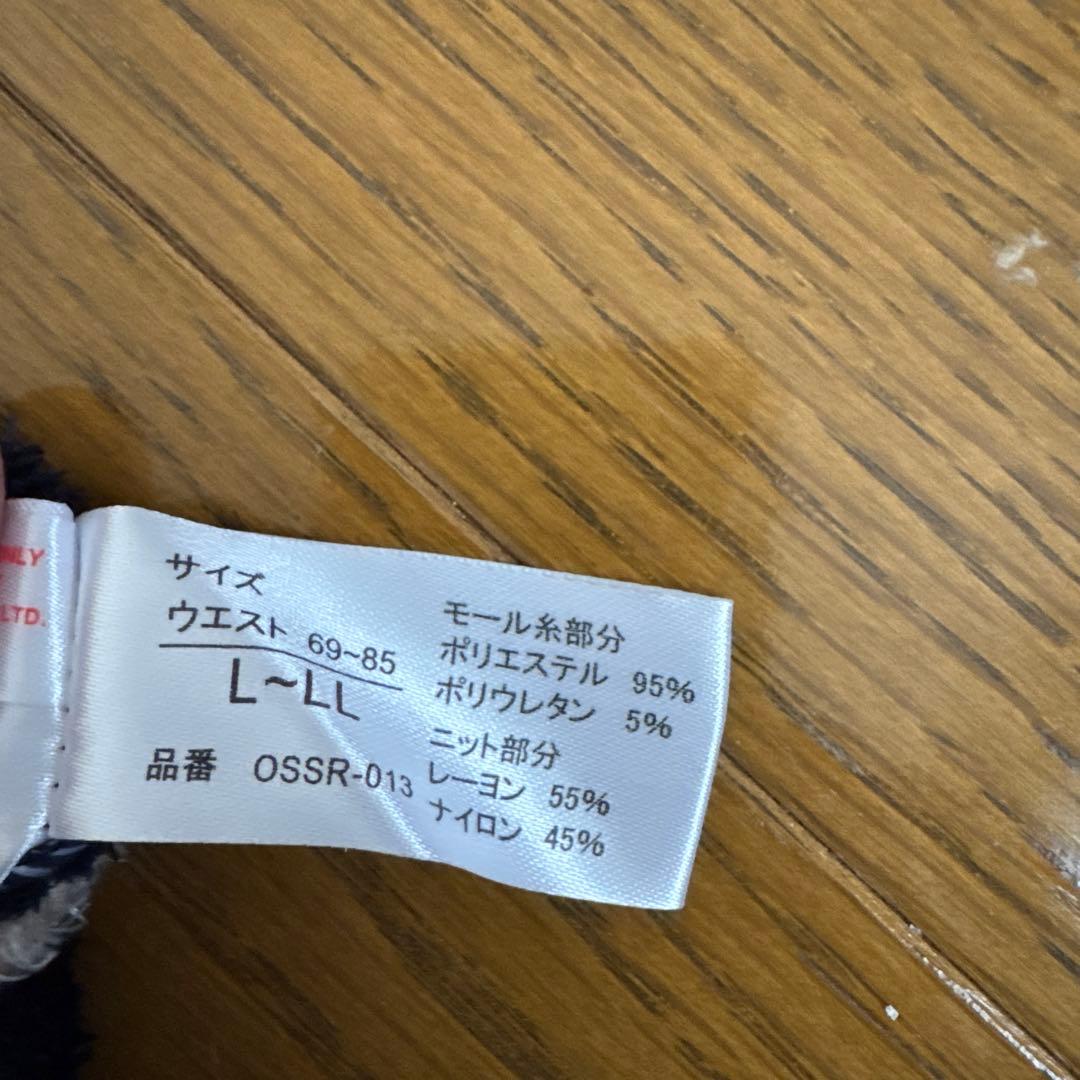 NLY
LTD.
サイズ
ウエスト 69~85
L~LL
品番 OSSR-013
モール糸部分
ポリエステル 95%
ポリウレタン 5%
ニット部分
レーヨン 55%
ナイロン 45%